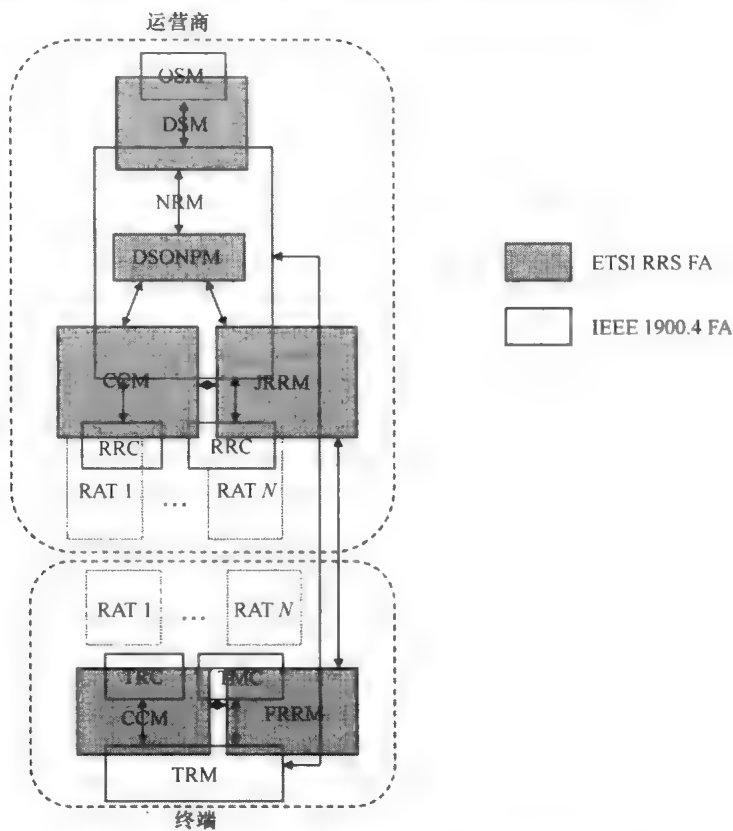 运营商
OSM
DSM
NRM
DSONPM
ETSI RRS FA
IEEE 1900.4 FA
CCM
JRRM
RRC
RRC
RAT 1
...
RAT N
RAT 1
...
RAT N
TRC
TMC
CCM
FRRM
TRM
终端